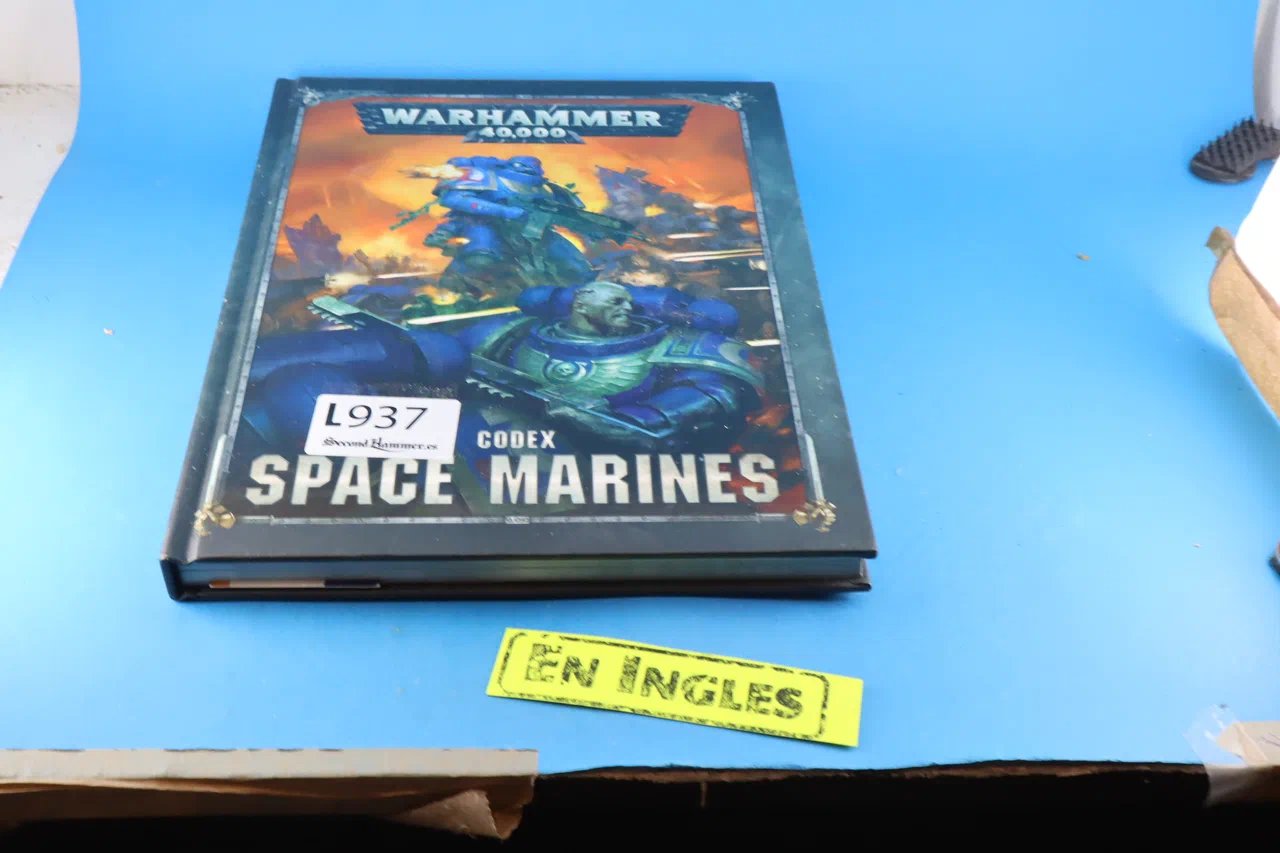 WARHAMMER
40,000
L937
SecondHammer.es
CODEX
SPACE MARINES
EN INGLES